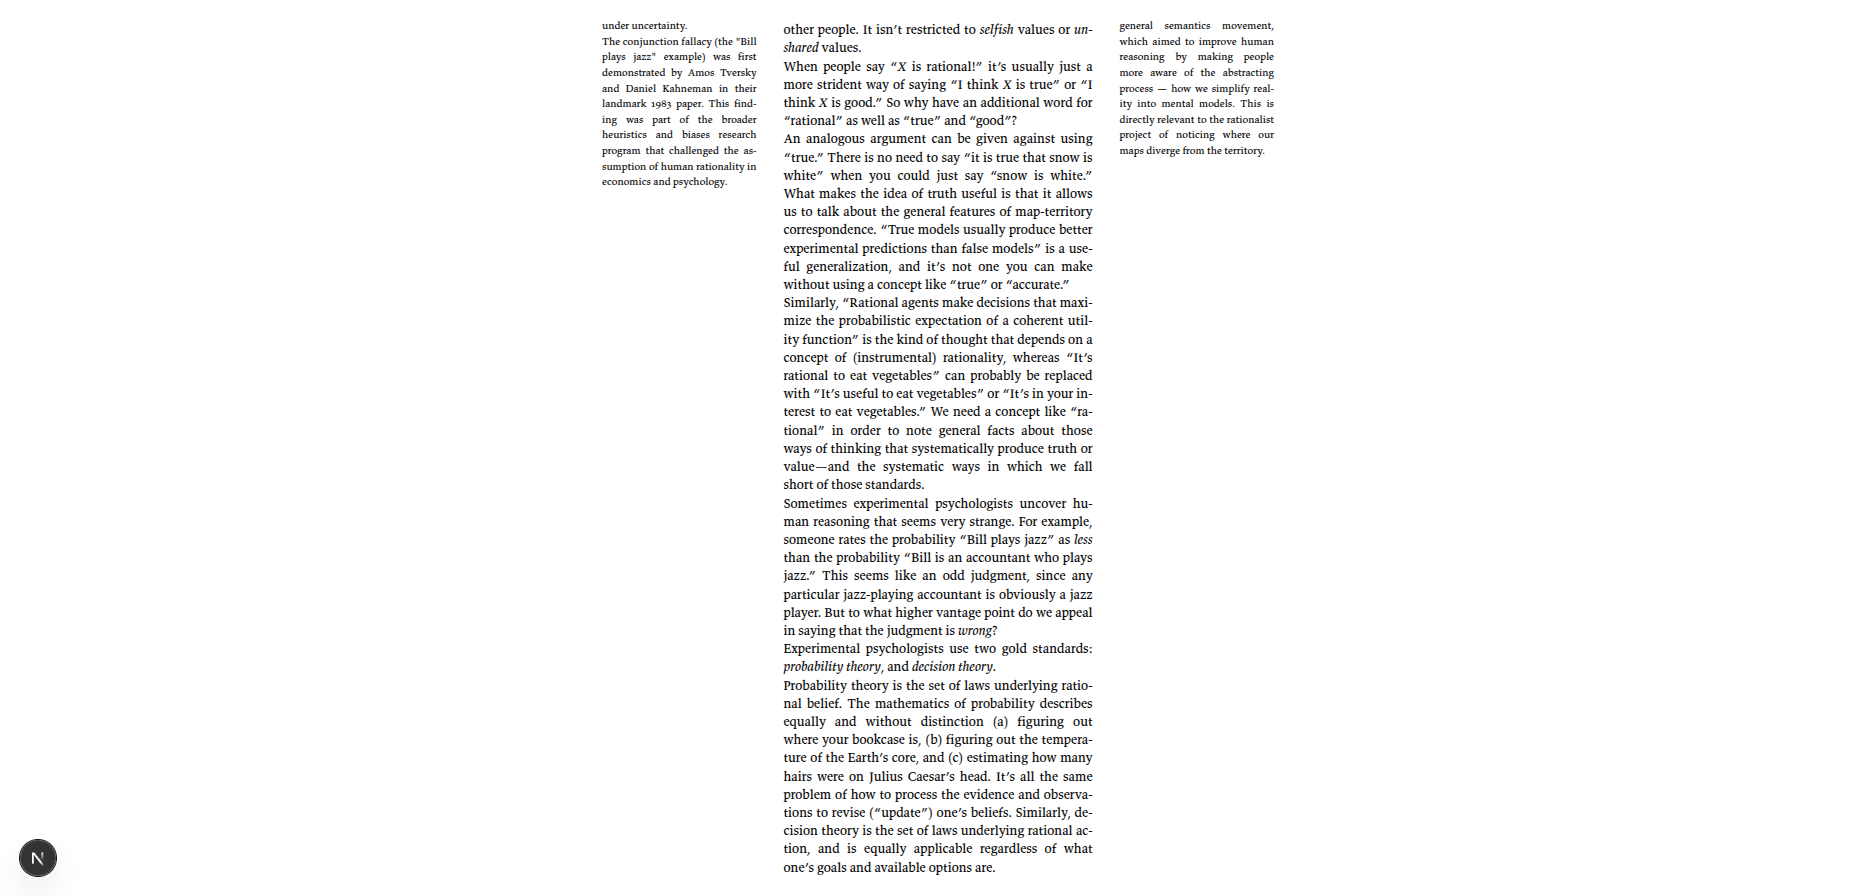 under uncertainty.
The conjunction fallacy (the "Bill
plays jazz" example) was first
demonstrated by Amos Tversky
and Daniel Kahneman in their
landmark 1983 paper. This find-
ing was part of the broader
heuristics and biases research
program that challenged the as-
sumption of human rationality in
economics and psychology.
other people. It isn’t restricted to selfish values or un-
shared values.
When people say “X is rational!” it’s usually just a
more strident way of saying “I think X is true” or “I
think X is good.” So why have an additional word for
“rational” as well as “true” and “good”?
An analogous argument can be given against using
“true.” There is no need to say “it is true that snow is
white” when you could just say “snow is white.”
What makes the idea of truth useful is that it allows
us to talk about the general features of map-territory
correspondence. “True models usually produce better
experimental predictions than false models” is a use-
ful generalization, and it’s not one you can make
without using a concept like “true” or “accurate.”
Similarly, “Rational agents make decisions that maxi-
mize the probabilistic expectation of a coherent util-
ity function” is the kind of thought that depends on a
concept of (instrumental) rationality, whereas “It’s
rational to eat vegetables” can probably be replaced
with “It’s useful to eat vegetables” or “It’s in your in-
terest to eat vegetables.” We need a concept like “ra-
tional” in order to note general facts about those
ways of thinking that systematically produce truth or
value—and the systematic ways in which we fall
short of those standards.
Sometimes experimental psychologists uncover hu-
man reasoning that seems very strange. For example,
someone rates the probability “Bill plays jazz” as less
than the probability “Bill is an accountant who plays
jazz.” This seems like an odd judgment, since any
particular jazz-playing accountant is obviously a jazz
player. But to what higher vantage point do we appeal
in saying that the judgment is wrong?
Experimental psychologists use two gold standards:
probability theory, and decision theory.
Probability theory is the set of laws underlying ratio-
nal belief. The mathematics of probability describes
equally and without distinction (a) figuring out
where your bookcase is, (b) figuring out the tempera-
ture of the Earth’s core, and (c) estimating how many
hairs were on Julius Caesar’s head. It’s all the same
problem of how to process the evidence and observa-
tions to revise (“update”) one’s beliefs. Similarly, de-
cision theory is the set of laws underlying rational ac-
tion, and is equally applicable regardless of what
one’s goals and available options are.
general semantics movement,
which aimed to improve human
reasoning by making people
more aware of the abstracting
process — how we simplify real-
ity into mental models. This is
directly relevant to the rationalist
project of noticing where our
maps diverge from the territory.
N